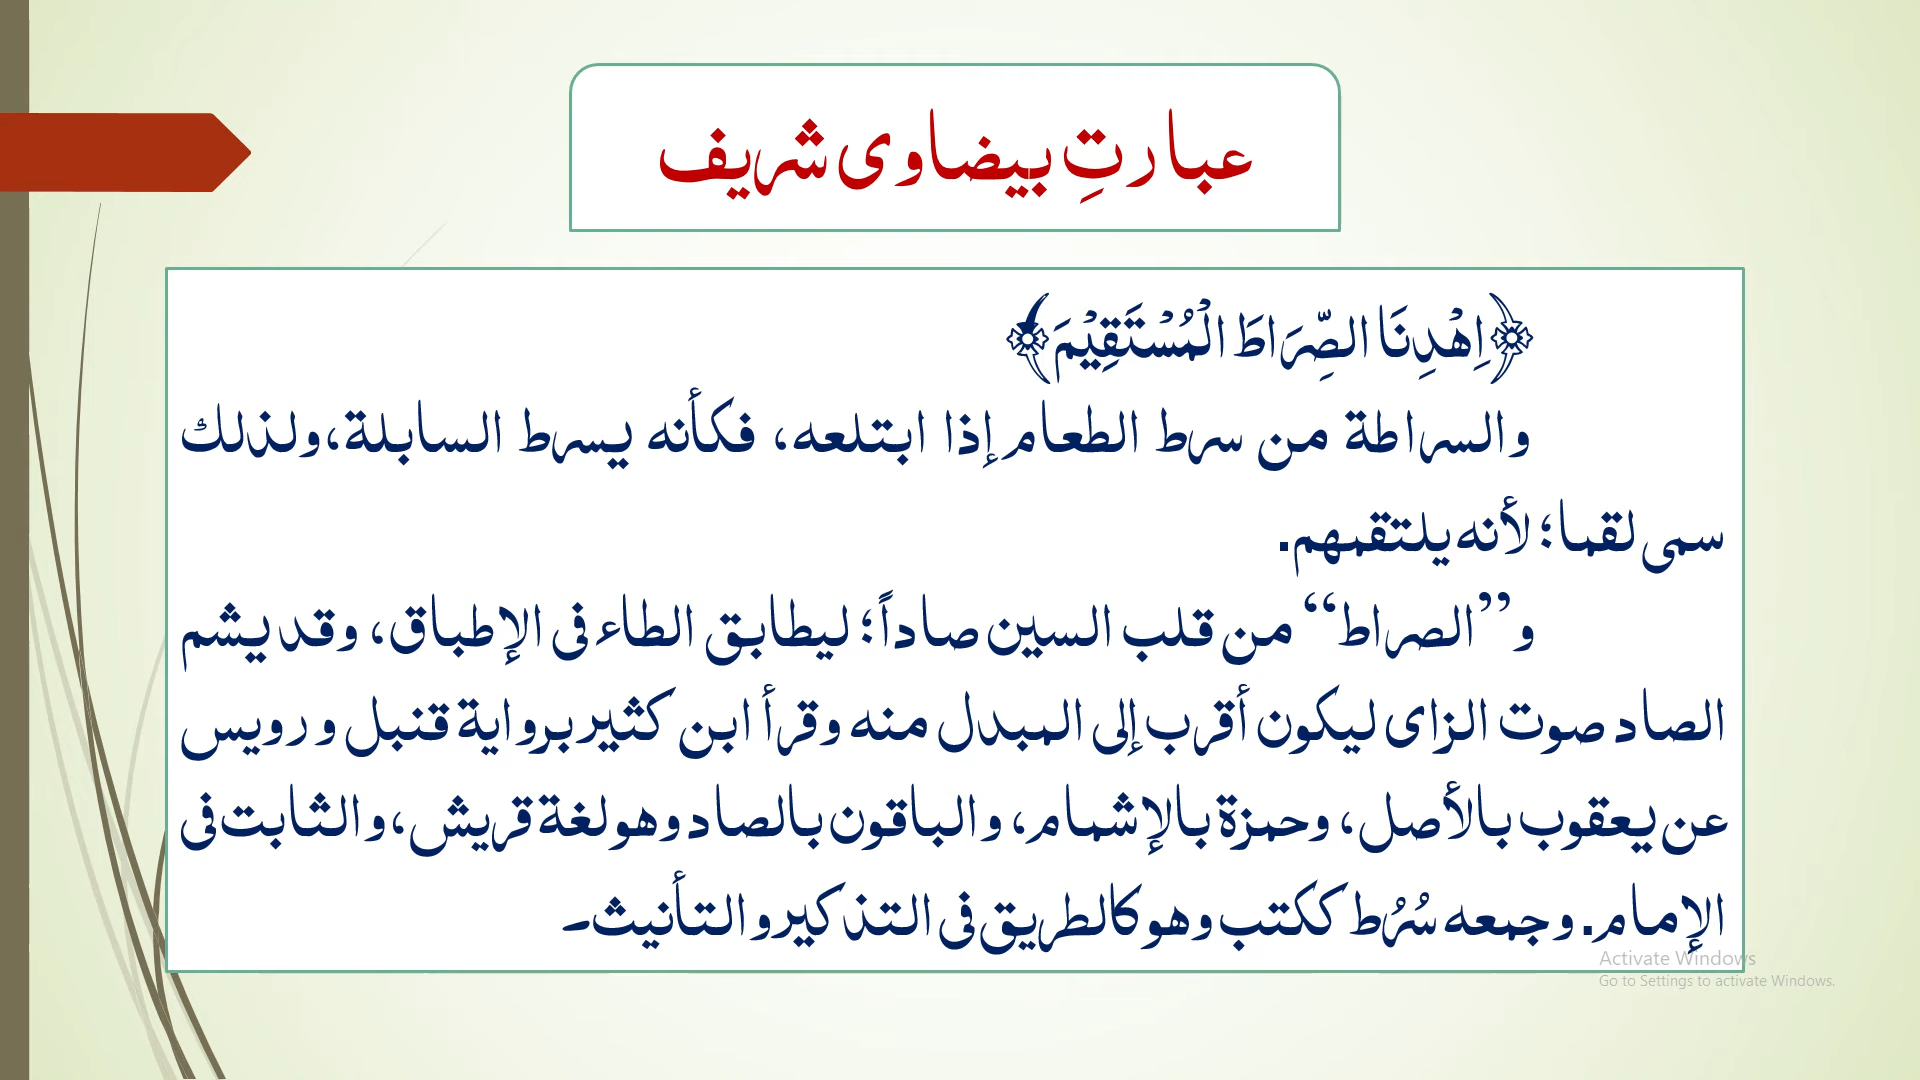 عبارتِ بیضاوی شریف
﴿اِهْدِنَا الصِّرَاطَ الْمُسْتَقِيْمَ﴾
والسراطة من سرط الطعام إذا ابتلعه، فكأنه يسرط السابلة، ولذلك
سمی لقما؛ لأنه يلتقمهم.
و’’الصراط‘‘ من قلب السين صاداً؛ ليطابق الطاء فی الإطباق، وقد يشم
الصاد صوت الزای ليكون أقرب إلی المبدل منه وقرأ ابن كثير برواية قنبل ورويس
عن يعقوب بالأصل، وحمزة بالإشمام، والباقون بالصاد وهو لغة قريش، والثابت فی
الإمام. وجمعه سُرُط ككتب وهو كالطريق فی التذكير والتأنيث۔
Activate Windows
Go to Settings to activate Windows.